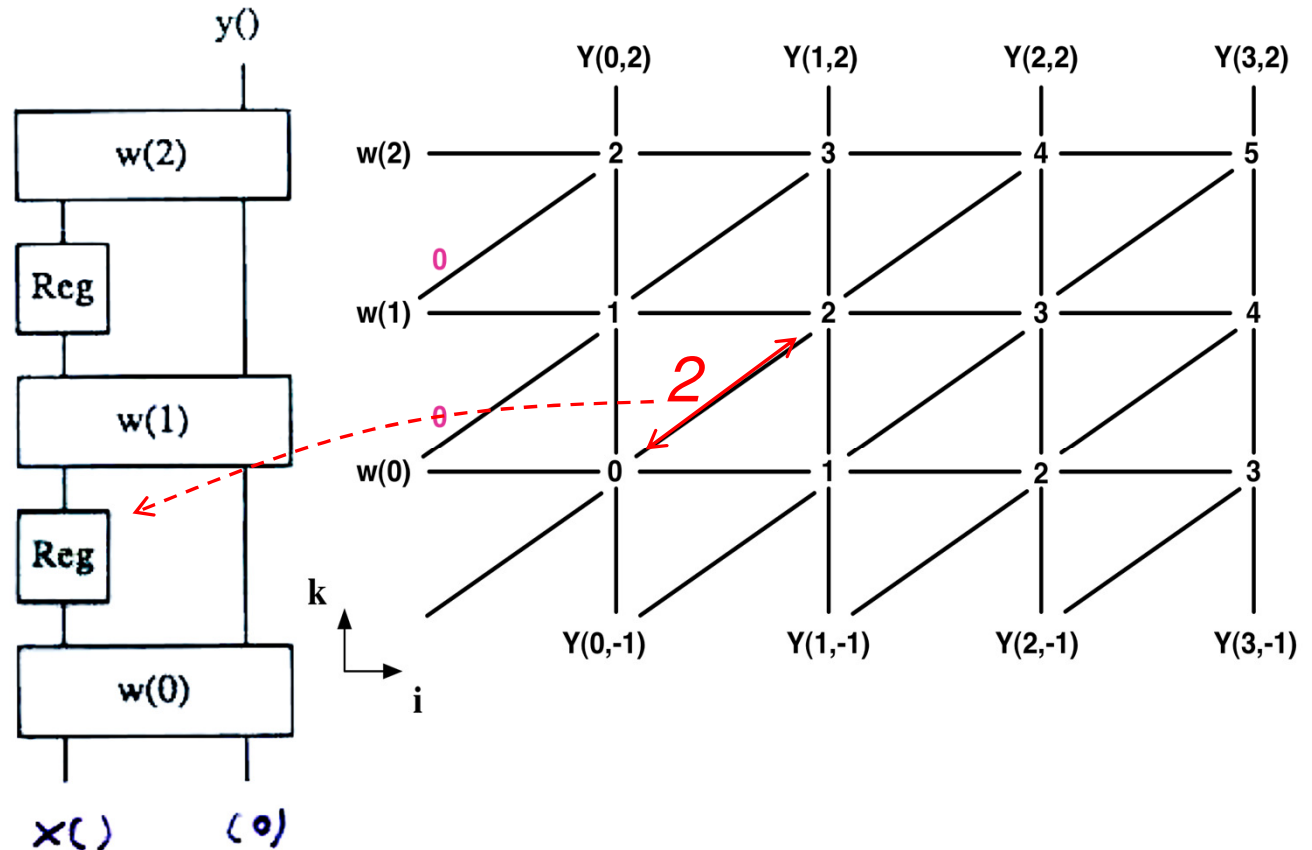 y()
w(2)
Reg
w(1)
Reg
w(0)
x() (0)
Y(0,2) Y(1,2) Y(2,2) Y(3,2)
w(2) 2 3 4 5
0
w(1) 1 2 3 4
2
0
w(0) 0 1 2 3
k
Y(0,-1) Y(1,-1) Y(2,-1) Y(3,-1)
i